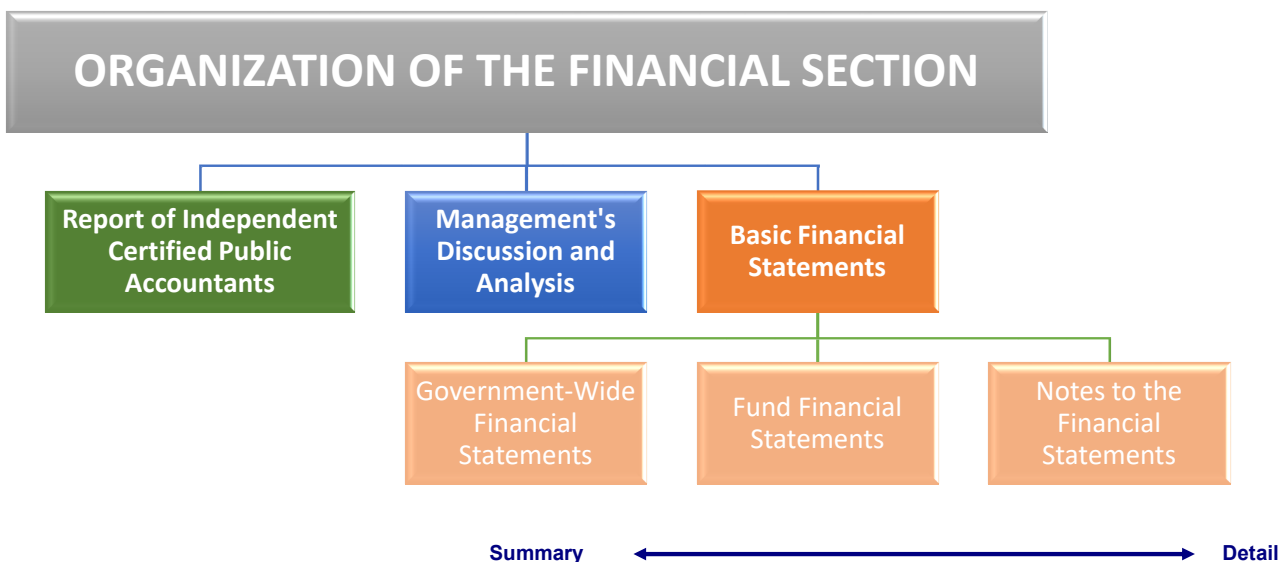 ORGANIZATION OF THE FINANCIAL SECTION
Report of Independent
Certified Public
Accountants
Management's
Discussion and
Analysis
Basic Financial
Statements
Government-Wide
Financial
Statements
Fund Financial
Statements
Notes to the
Financial
Statements
Summary
Detail